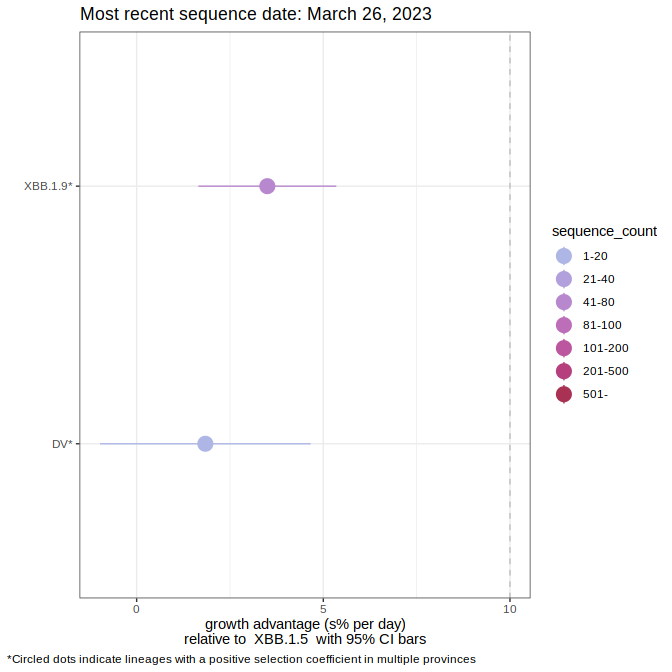 Most recent sequence date: March 26, 2023
XBB.1.9*
DV*
0
5
10
growth advantage (s% per day)
relative to  XBB.1.5  with 95% CI bars
sequence_count
1-20
21-40
41-80
81-100
101-200
201-500
501-
*Circled dots indicate lineages with a positive selection coefficient in multiple provinces